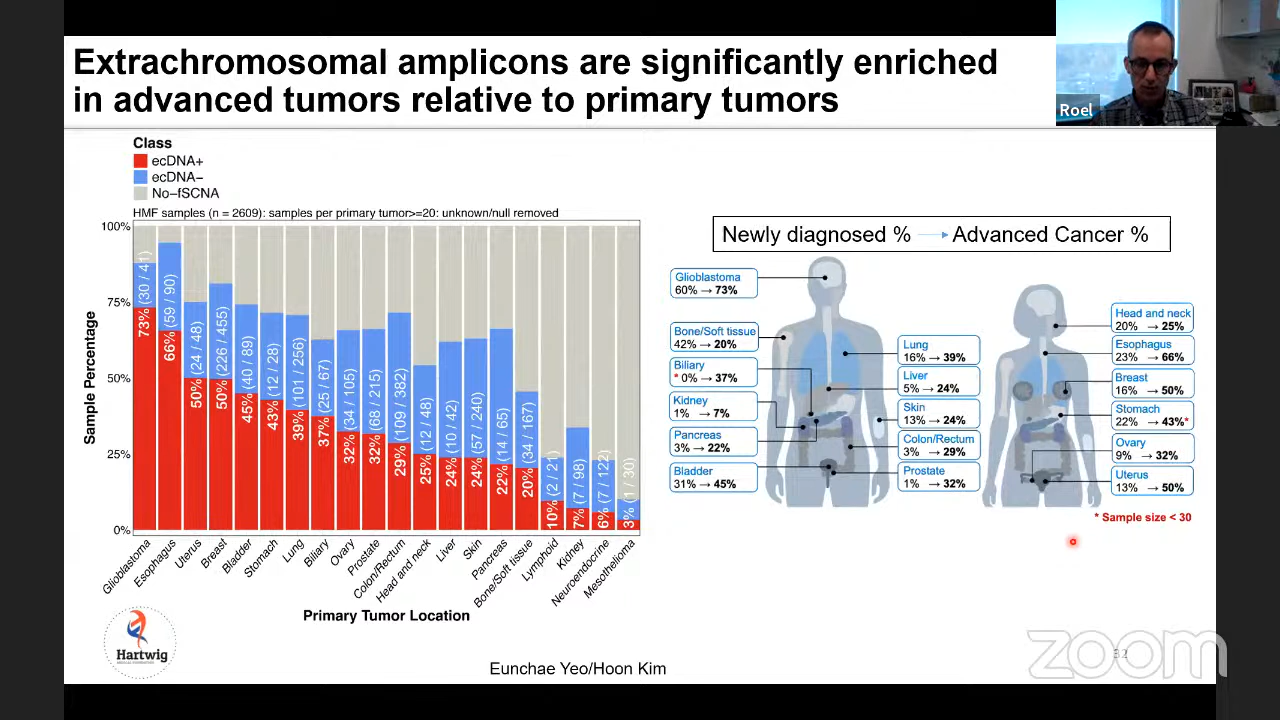 Extrachromosomal amplicons are significantly enriched
in advanced tumors relative to primary tumors
Roel
Class
ecDNA+
ecDNA−
No−fSCNA
HMF samples (n = 2609): samples per primary tumor>=20: unknown/null removed
Sample Percentage
100%
75%
50%
25%
0%
73% (30 / 41)
66% (59 / 90)
50% (24 / 48)
50% (226 / 455)
45% (40 / 89)
43% (12 / 28)
39% (101 / 256)
37% (25 / 67)
32% (34 / 105)
32% (68 / 215)
29% (109 / 382)
25% (12 / 48)
24% (10 / 42)
24% (57 / 240)
22% (14 / 65)
20% (34 / 167)
10% (2 / 21)
7% (7 / 98)
6% (7 / 122)
3% (1 / 30)
Glioblastoma
Esophagus
Uterus
Breast
Bladder
Stomach
Lung
Biliary
Ovary
Prostate
Colon/Rectum
Head and neck
Liver
Skin
Pancreas
Bone/Soft tissue
Lymphoid
Kidney
Neuroendocrine
Mesothelioma
Primary Tumor Location
Newly diagnosed % → Advanced Cancer %
Glioblastoma
60% → 73%
Bone/Soft tissue
42% → 20%
Biliary
* 0% → 37%
Kidney
1% → 7%
Pancreas
3% → 22%
Bladder
31% → 45%
Lung
16% → 39%
Liver
5% → 24%
Skin
13% → 24%
Colon/Rectum
3% → 29%
Prostate
1% → 32%
Head and neck
20% → 25%
Esophagus
23% → 66%
Breast
16% → 50%
Stomach
22% → 43%*
Ovary
9% → 32%
Uterus
13% → 50%
* Sample size < 30
Hartwig
Eunchae Yeo/Hoon Kim
zoom